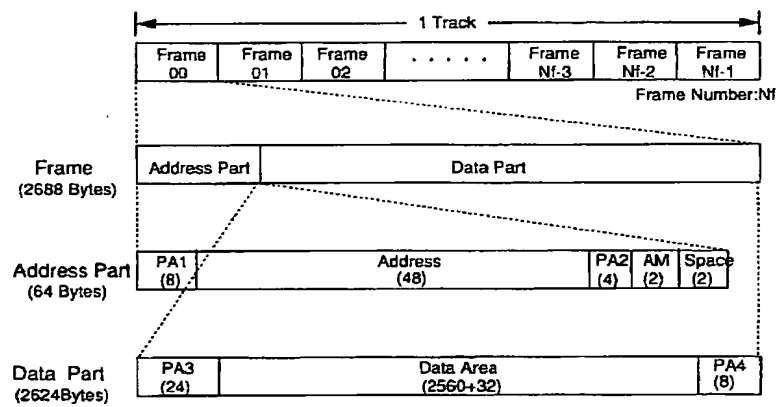 1 Track
Frame 00
Frame 01
Frame 02
. . . . .
Frame Nf-3
Frame Nf-2
Frame Nf-1
Frame Number:Nf
Frame
(2688 Bytes)
Address Part
Data Part
Address Part
(64 Bytes)
PA1 (8)
Address (48)
PA2 (4)
AM (2)
Space (2)
Data Part
(2624Bytes)
PA3 (24)
Data Area (2560+32)
PA4 (8)